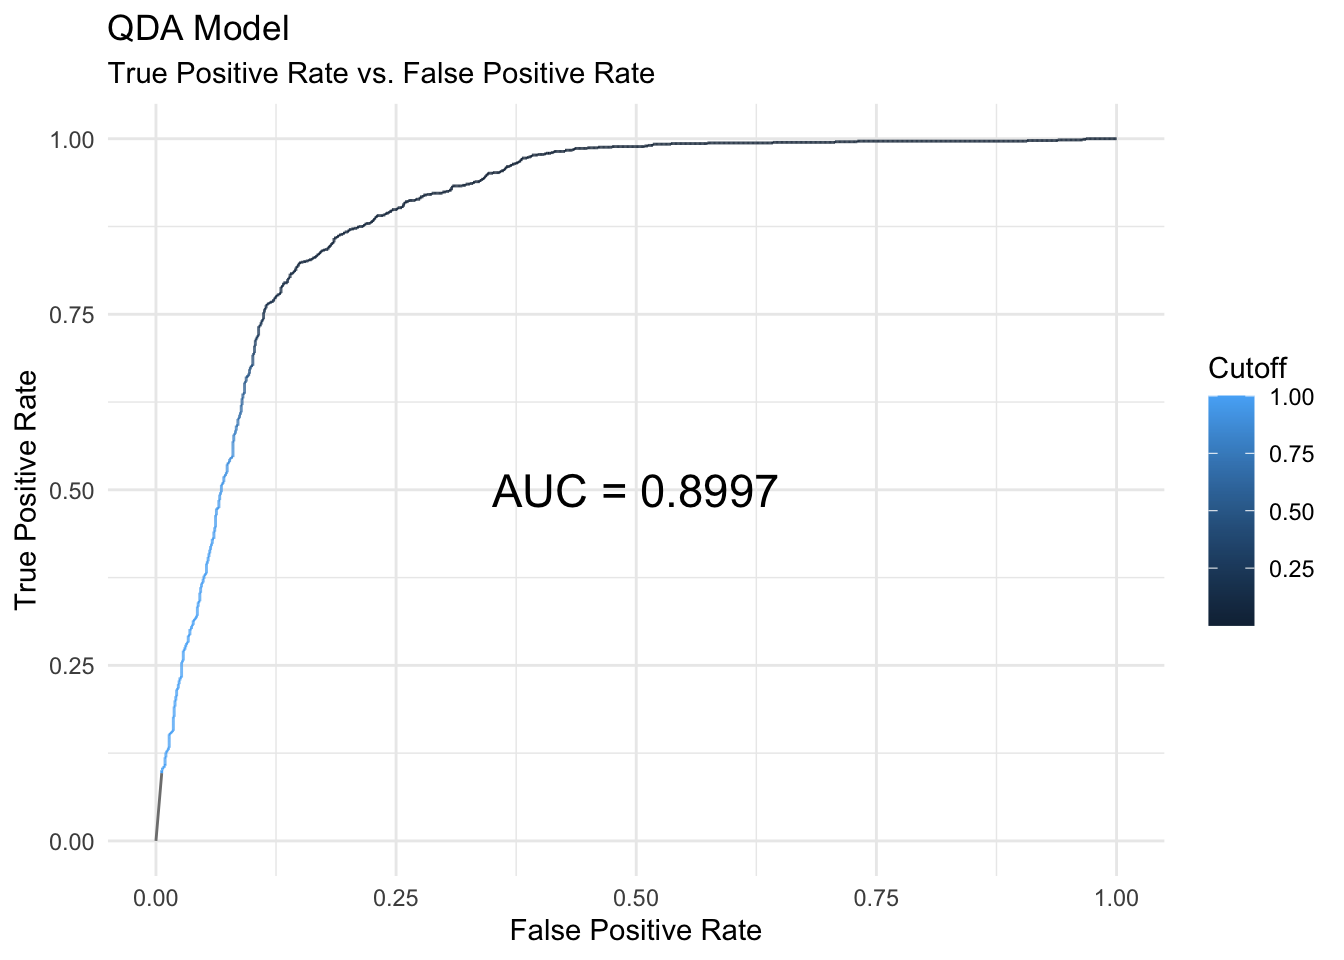 QDA Model
True Positive Rate vs. False Positive Rate
True Positive Rate
1.00
0.75
0.50
0.25
0.00
AUC = 0.8997
0.00 0.25 0.50 0.75 1.00
False Positive Rate
Cutoff
1.00
0.75
0.50
0.25